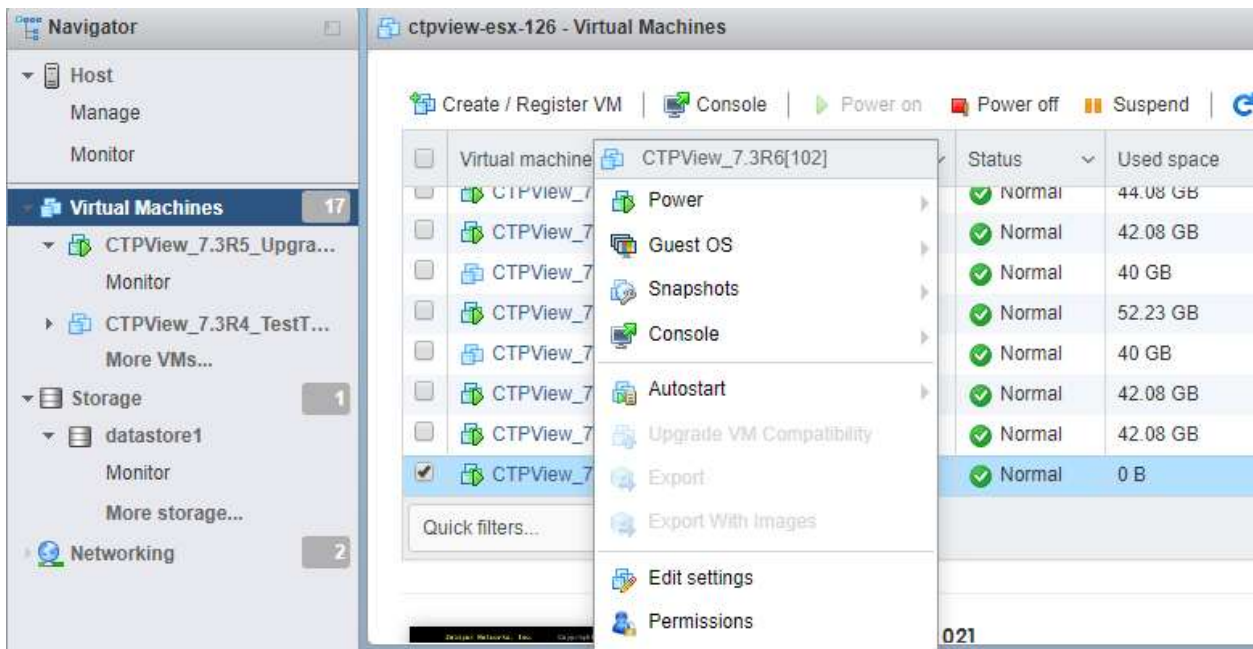 Navigator
Host
Manage
Monitor
Virtual Machines 17
CTPView_7.3R5_Upgra...
Monitor
CTPView_7.3R4_TestT...
More VMs...
Storage 1
datastore1
Monitor
More storage...
Networking 2
ctpview-esx-126 - Virtual Machines
Create / Register VM | Console | Power on Power off Suspend |
Virtual machine Status Used space
CTPView_7 Normal 44.08 GB
CTPView_7 Normal 42.08 GB
CTPView_7 Normal 40 GB
CTPView_7 Normal 52.23 GB
CTPView_7 Normal 40 GB
CTPView_7 Normal 42.08 GB
CTPView_7 Normal 42.08 GB
CTPView_7 Normal 0 B
Quick filters...
CTPView_7.3R6[102]
Power
Guest OS
Snapshots
Console
Autostart
Upgrade VM Compatibility
Export
Export With Images
Edit settings
Permissions
021